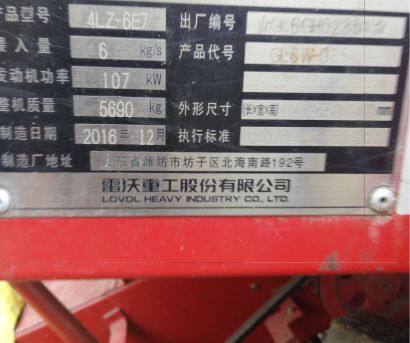 产品型号 4LZ-6E7 出厂编号
喂入量 6 kg/s 产品代号
发动机功率 107 kW
整机质量 5690 kg 外形尺寸 长X宽X高
制造日期 2016年12月 执行标准
制造厂地址 山东省潍坊市坊子区北海南路192号
雷沃重工股份有限公司
LOVOL HEAVY INDUSTRY CO., LTD.